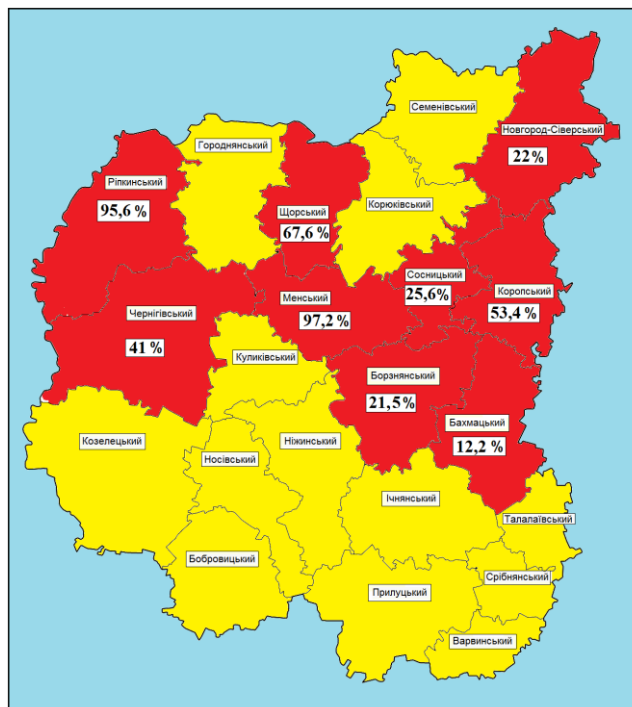 Семенівський
Новгород-Сіверський
22%
Городнянський
Ріпкинський
95,6 %
Щорський
67,6 %
Корюківський
Сосницький
25,6%
Коропський
53,4 %
Менський
97,2 %
Чернігівський
41 %
Куликівський
Борзнянський
21,5%
Бахмацький
12,2 %
Козелецький
Носівський
Ніжинський
Ічнянський
Талалаївський
Бобровицький
Прилуцький
Срібнянський
Варвинський